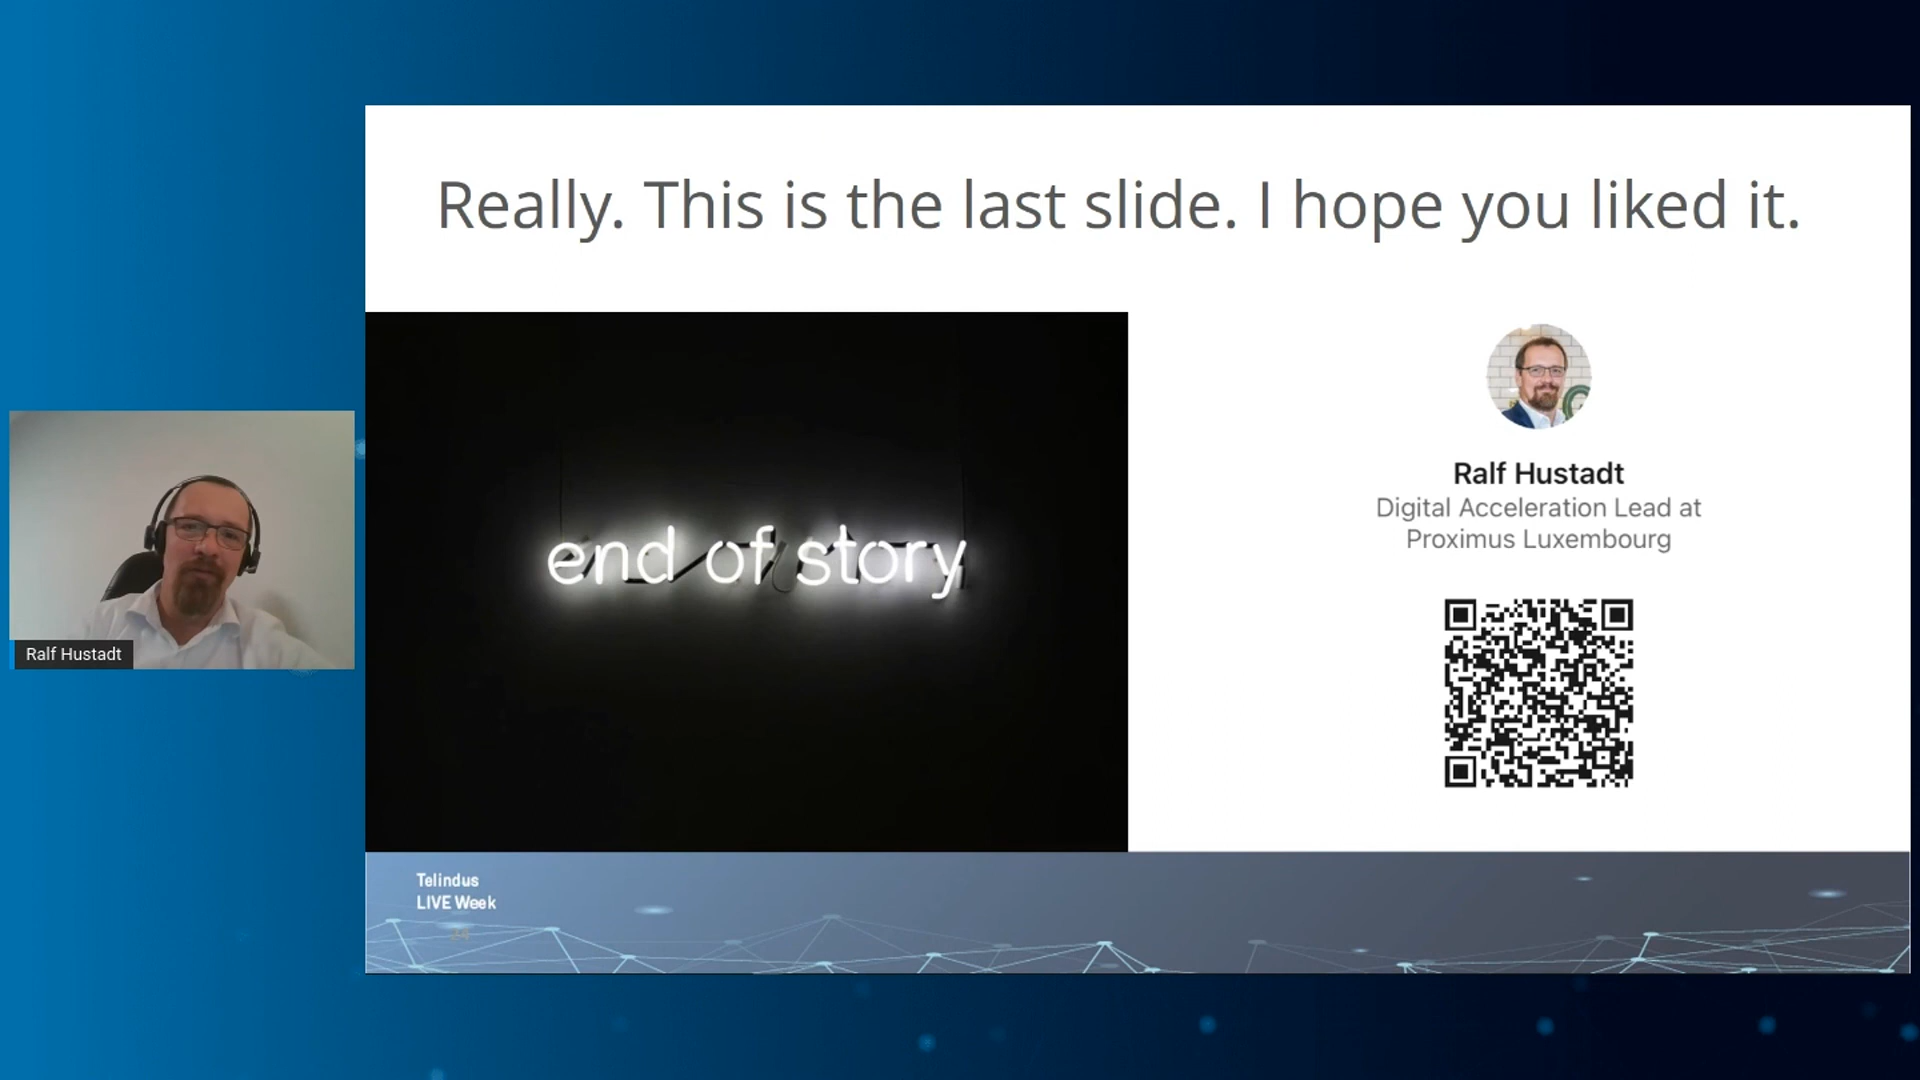 Really. This is the last slide. I hope you liked it.
end of story
Ralf Hustadt
Digital Acceleration Lead at
Proximus Luxembourg
Ralf Hustadt
Telindus
LIVE Week
24